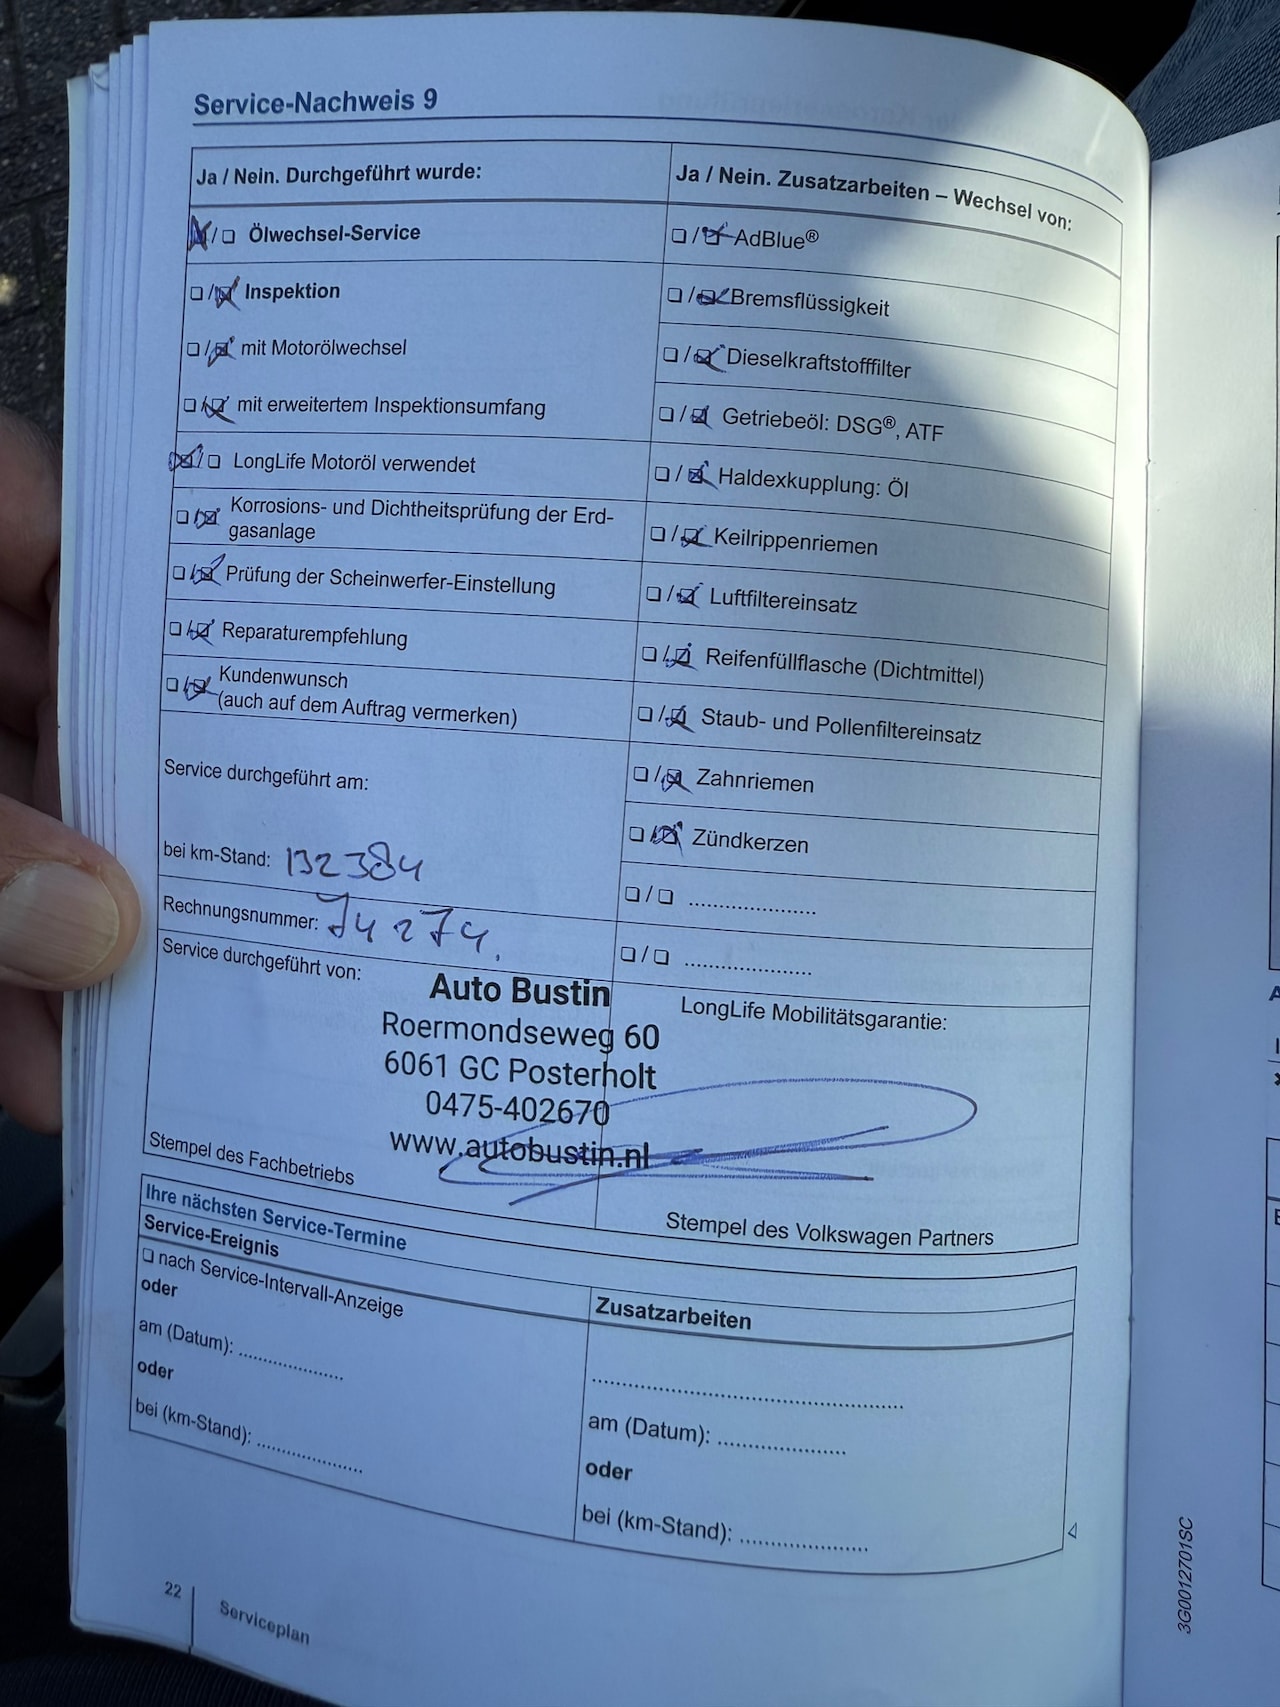 Service-Nachweis 9
Ja / Nein. Durchgeführt wurde:
Ölwechsel-Service
Inspektion
mit Motorölwechsel
mit erweitertem Inspektionsumfang
LongLife Motoröl verwendet
Korrosions- und Dichtheitsprüfung der Erd-
gasanlage
Prüfung der Scheinwerfer-Einstellung
Reparaturempfehlung
Kundenwunsch
(auch auf dem Auftrag vermerken)
Service durchgeführt am:
bei km-Stand: 132384
Rechnungsnummer: 74274.
Service durchgeführt von:
Auto Bustin
Roermondseweg 60
6061 GC Posterholt
0475-402670
www.autobustin.nl
Stempel des Fachbetriebs
Ja / Nein. Zusatzarbeiten – Wechsel von:
AdBlue®
Bremsflüssigkeit
Dieselkraftstofffilter
Getriebeöl: DSG®, ATF
Haldexkupplung: Öl
Keilrippenriemen
Luftfiltereinsatz
Reifenfüllflasche (Dichtmittel)
Staub- und Pollenfiltereinsatz
Zahnriemen
Zündkerzen
LongLife Mobilitätsgarantie:
Stempel des Volkswagen Partners
Ihre nächsten Service-Termine
Service-Ereignis
nach Service-Intervall-Anzeige
oder
am (Datum): ....................
oder
bei (km-Stand): ....................
Zusatzarbeiten
am (Datum): ....................
oder
bei (km-Stand): ....................
22
Serviceplan
3G0012701SC